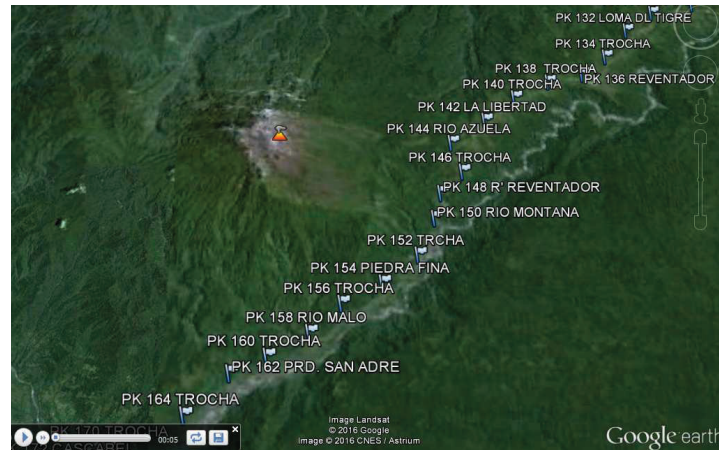 PK 132 LOMA DL TIGRE
PK 134 TROCHA
PK 138 TROCHA
PK 136 REVENTADOR
PK 140 TROCHA
PK 142 LA LIBERTAD
PK 144 RIO AZUELA
PK 146 TROCHA
PK 148 R' REVENTADOR
PK 150 RIO MONTANA
PK 152 TRCHA
PK 154 PIEDRA FINA
PK 156 TROCHA
PK 158 RIO MALO
PK 160 TROCHA
PK 162 PRD. SAN ADRE
PK 164 TROCHA
PK 170 TROCHA
172 CASCABEL
00:05
Image Landsat
© 2016 Google
Image © 2016 CNES / Astrium
Google earth